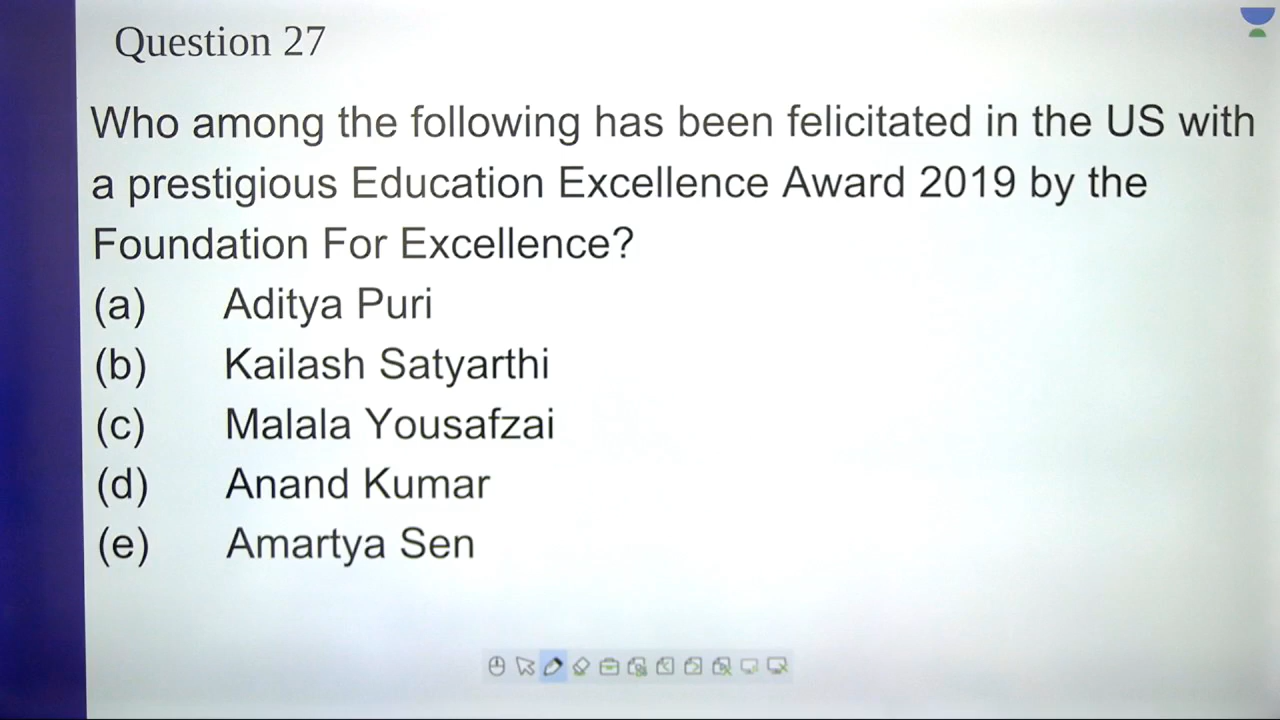 Question 27
Who among the following has been felicitated in the US with
a prestigious Education Excellence Award 2019 by the
Foundation For Excellence?
(a) Aditya Puri
(b) Kailash Satyarthi
(c) Malala Yousafzai
(d) Anand Kumar
(e) Amartya Sen